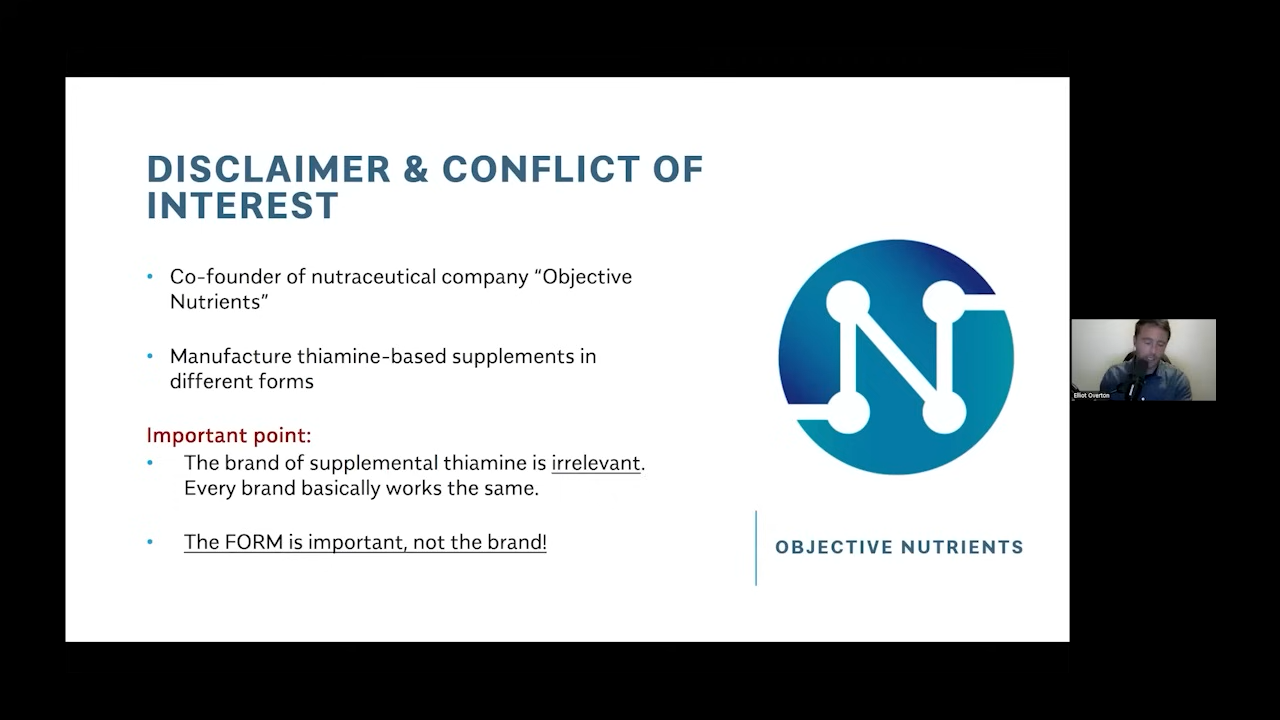 DISCLAIMER & CONFLICT OF
INTEREST
• Co-founder of nutraceutical company “Objective
Nutrients”
• Manufacture thiamine-based supplements in
different forms
Important point:
• The brand of supplemental thiamine is irrelevant.
Every brand basically works the same.
• The FORM is important, not the brand!
N
OBJECTIVE NUTRIENTS
Elliot Overton